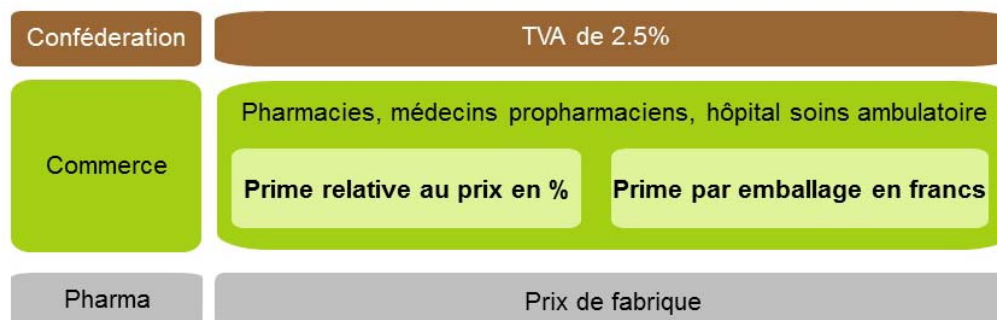 Conféderation
TVA de 2.5%
Commerce
Pharmacies, médecins propharmaciens, hôpital soins ambulatoire
Prime relative au prix en %
Prime par emballage en francs
Pharma
Prix de fabrique